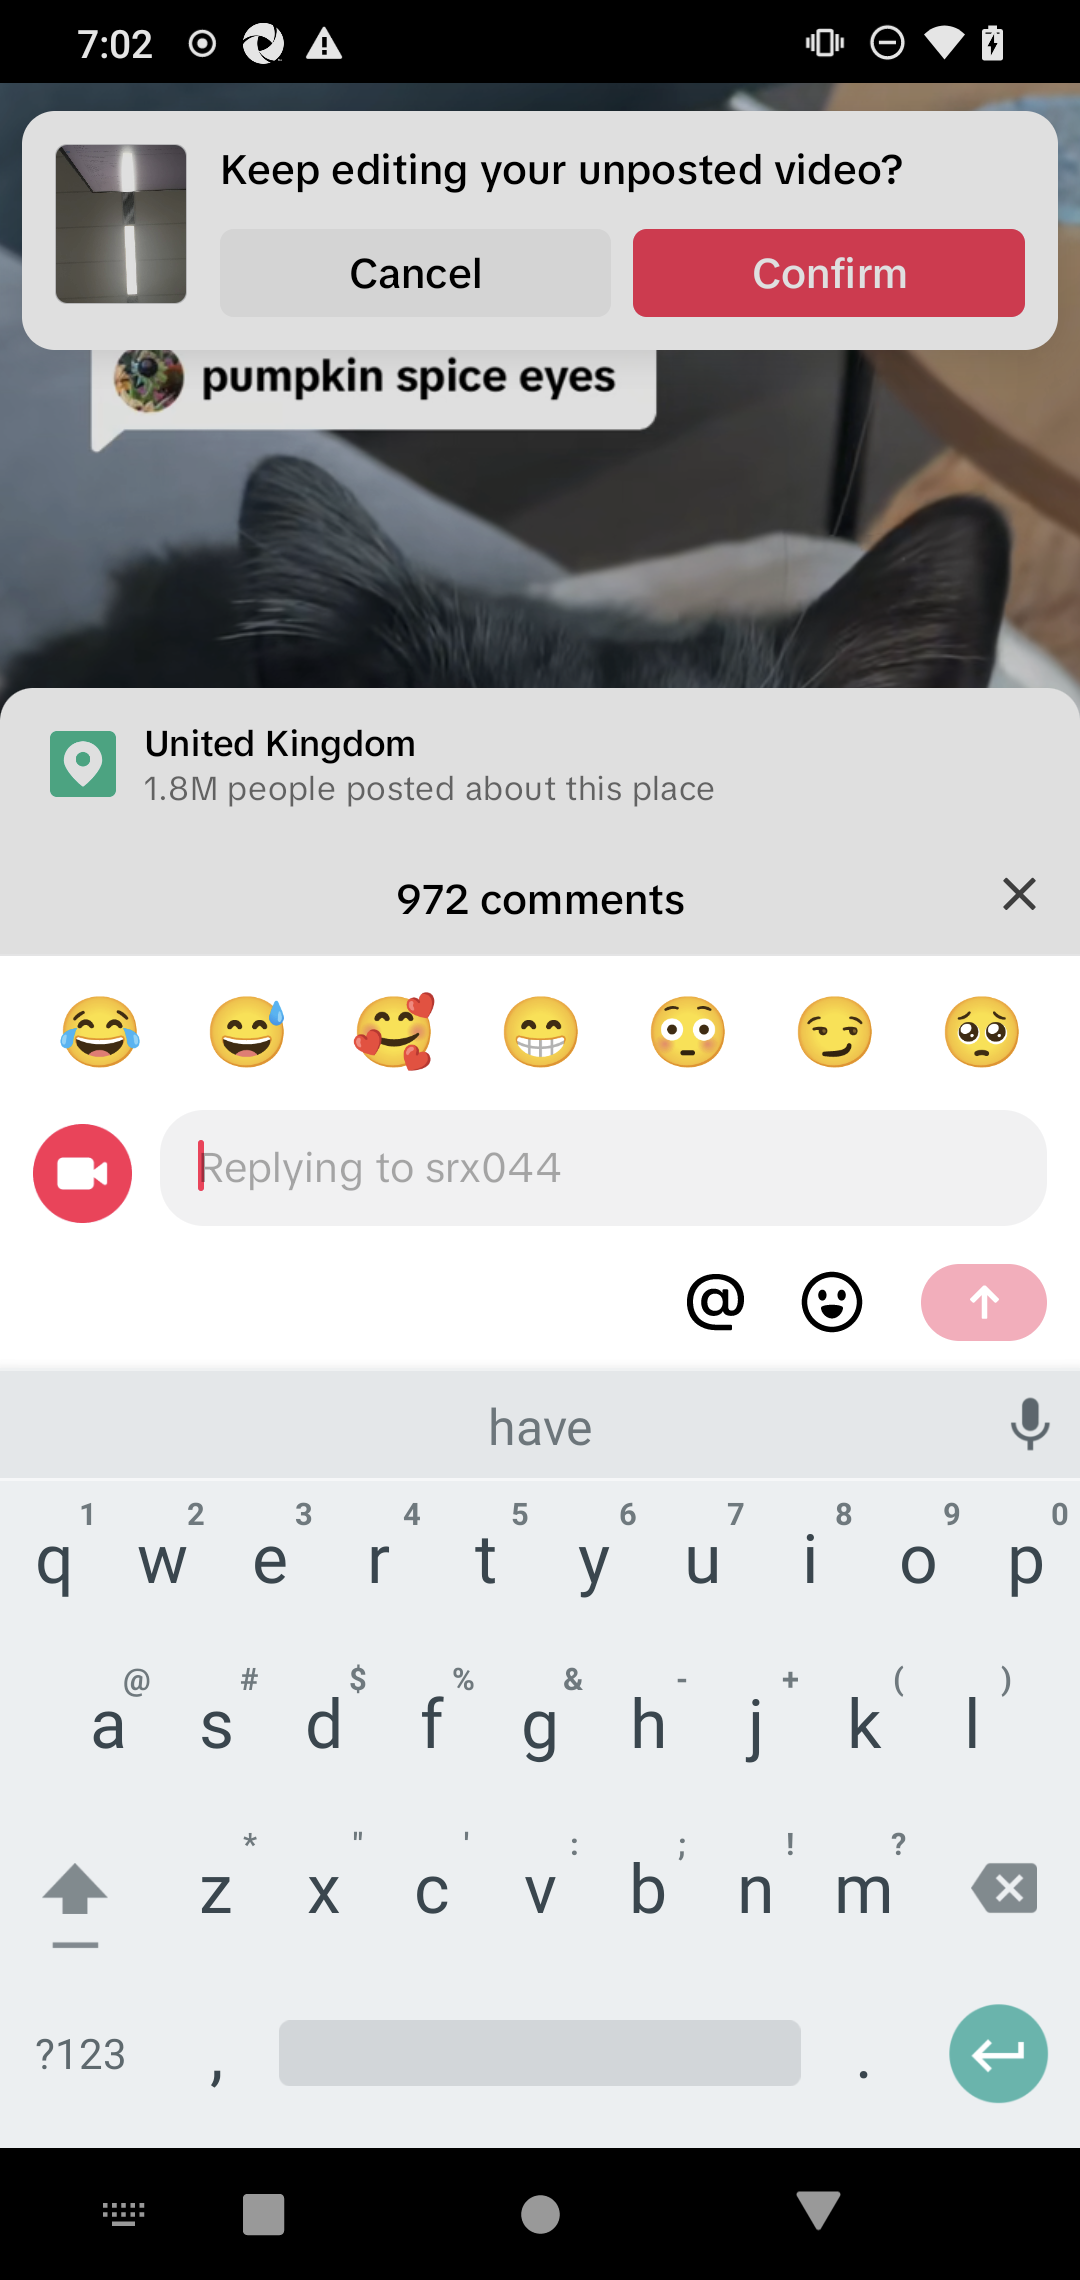 7:02
Keep editing your unposted video?
Cancel
Confirm
pumpkin spice eyes
United Kingdom
1.8M people posted about this place
972 comments
Replying to srx044
have
1 2 3 4 5 6 7 8 9 0
q w e r t y u i o p
@ # $ % & - + ( )
a s d f g h j k l
* " ' : ; ! ?
z x c v b n m
?123 , .